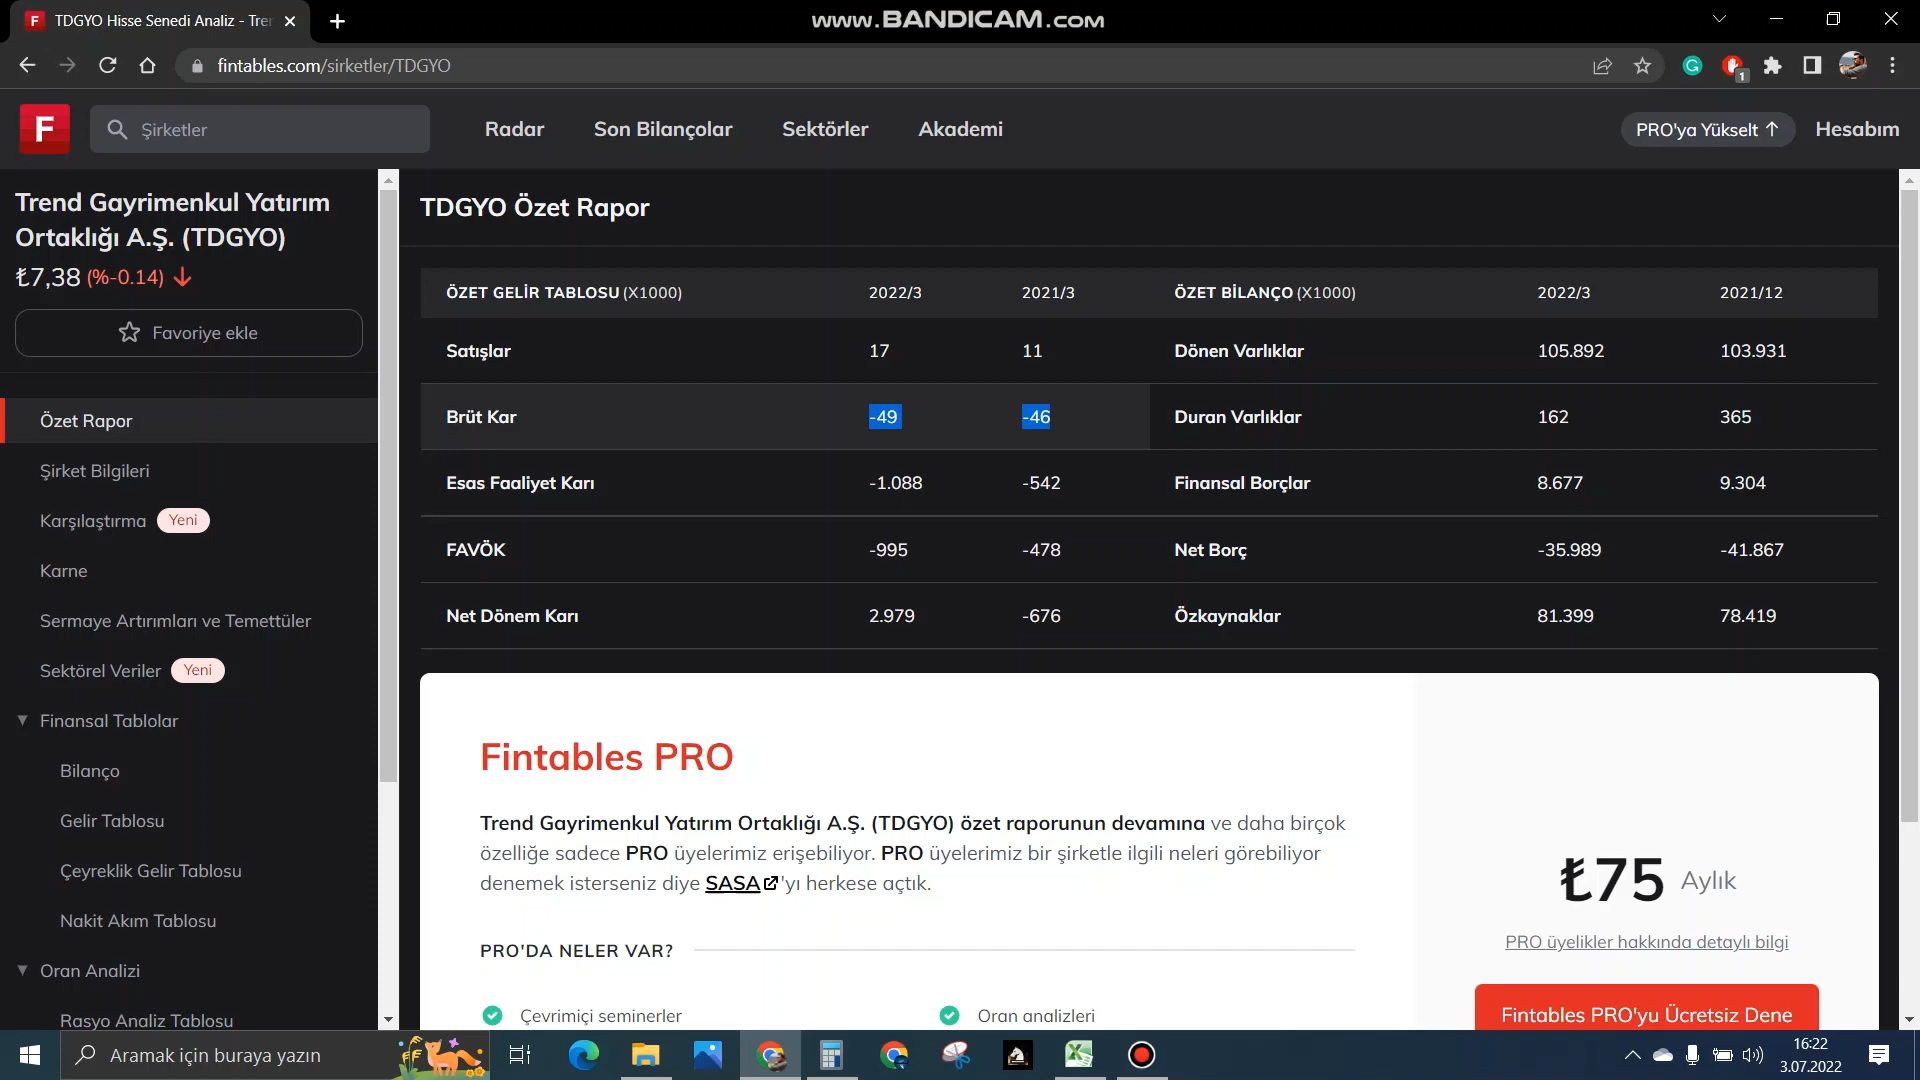 TDGYO Hisse Senedi Analiz - Tre
www.BANDICAM.com
fintables.com/sirketler/TDGYO
1
F
Şirketler
Radar
Son Bilançolar
Sektörler
Akademi
PRO'ya Yükselt ↑
Hesabım
Trend Gayrimenkul Yatırım
Ortaklığı A.Ş. (TDGYO)
₺7,38 (%-0.14)
Favoriye ekle
Özet Rapor
Şirket Bilgileri
Karşılaştırma Yeni
Karne
Sermaye Artırımları ve Temettüler
Sektörel Veriler Yeni
Finansal Tablolar
Bilanço
Gelir Tablosu
Çeyreklik Gelir Tablosu
Nakit Akım Tablosu
Oran Analizi
Rasyo Analiz Tablosu
TDGYO Özet Rapor
ÖZET GELİR TABLOSU (X1000) 2022/3 2021/3 ÖZET BİLANÇO (X1000) 2022/3 2021/12
Satışlar 17 11 Dönen Varlıklar 105.892 103.931
Brüt Kar -49 -46 Duran Varlıklar 162 365
Esas Faaliyet Karı -1.088 -542 Finansal Borçlar 8.677 9.304
FAVÖK -995 -478 Net Borç -35.989 -41.867
Net Dönem Karı 2.979 -676 Özkaynaklar 81.399 78.419
Fintables PRO
Trend Gayrimenkul Yatırım Ortaklığı A.Ş. (TDGYO) özet raporunun devamına ve daha birçok
özelliğe sadece PRO üyelerimiz erişebiliyor. PRO üyelerimiz bir şirketle ilgili neleri görebiliyor
denemek isterseniz diye SASA 'yı herkese açtık.
PRO'DA NELER VAR?
Çevrimiçi seminerler
Oran analizleri
₺75 Aylık
PRO üyelikler hakkında detaylı bilgi
Fintables PRO'yu Ücretsiz Dene
Aramak için buraya yazın
16:22
3.07.2022